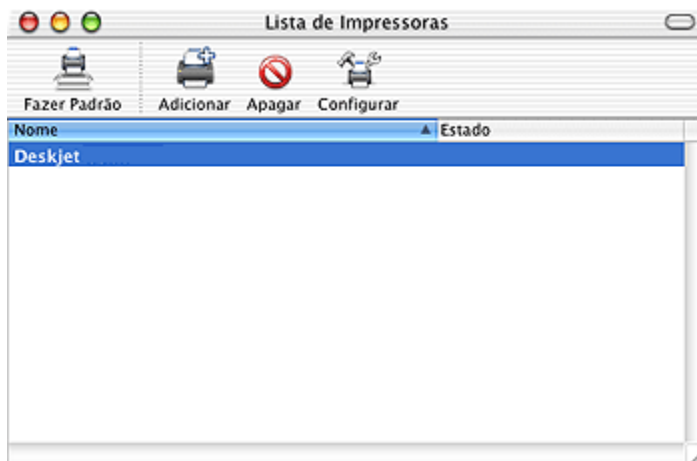 Lista de Impressoras
Fazer Padrão Adicionar Apagar Configurar
Nome Estado
Deskjet